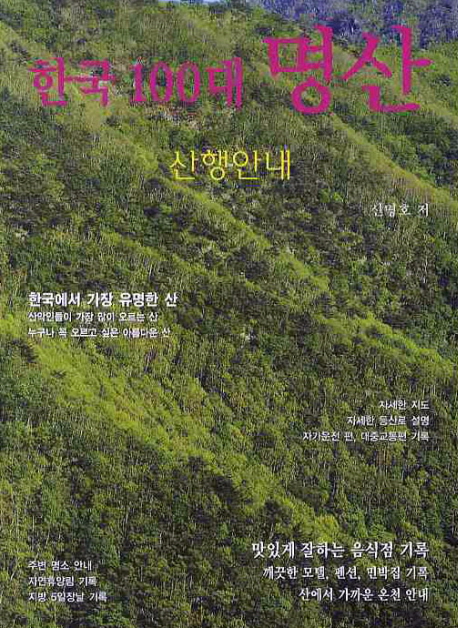 한국 100대 명산
산행안내
신명호 저
한국에서 가장 유명한 산
산악인들이 가장 많이 오르는 산
누구나 꼭 오르고 싶은 아름다운 산
자세한 지도
자세한 등산로 설명
자가운전 편, 대중교통편 기록
맛있게 잘하는 음식점 기록
깨끗한 모텔, 펜션, 민박집 기록
산에서 가까운 온천 안내
주변 명소 안내
자연휴양림 기록
지방 5일장날 기록